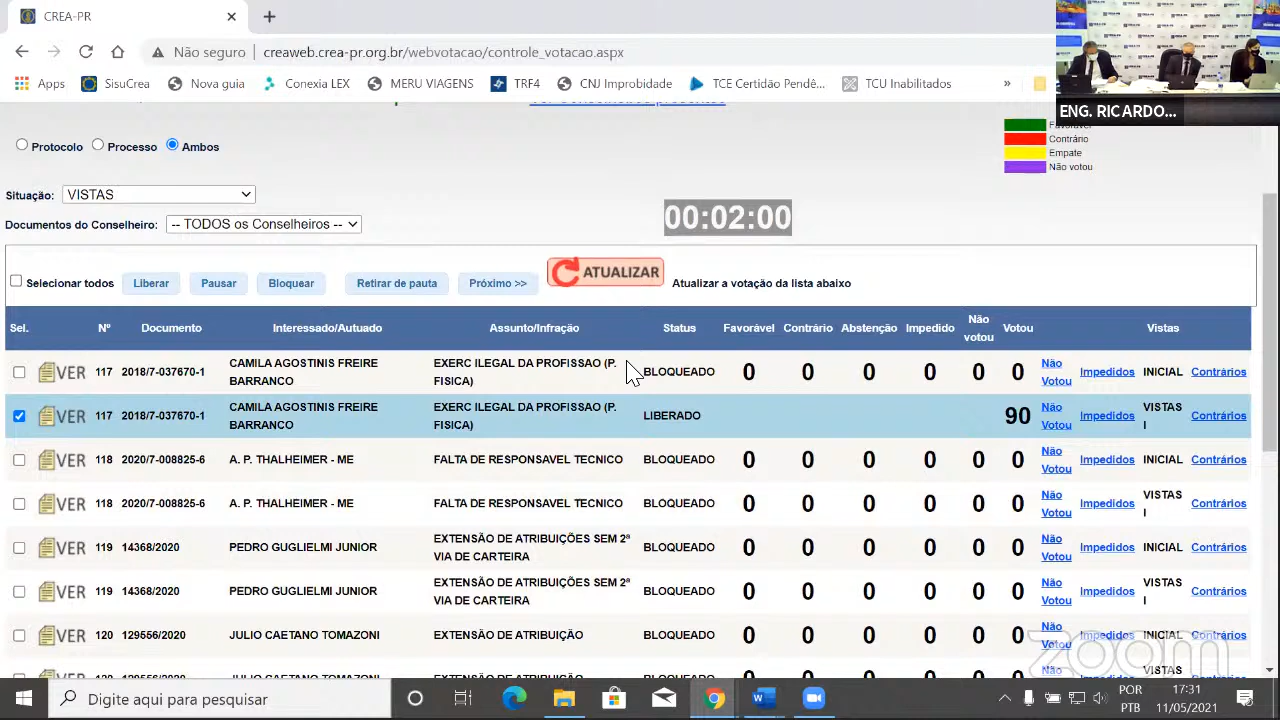 CREA-PR
Não seguro
Apps
SisuCrea
Nova guia
Conexia LEX
CNJ Improbidade
TCE Certidão Pendê...
TCU Inabilitados
»
ENG. RICARDO...
Favorável
Contrário
Empate
Não votou
Protocolo Processo Ambos
Situação: VISTAS
Documentos do Conselheiro: -- TODOS os Conselheiros --
00:02:00
Selecionar todos Liberar Pausar Bloquear Retirar de pauta Próximo >> ATUALIZAR Atualizar a votação da lista abaixo
Sel. Nº Documento Interessado/Autuado Assunto/Infração Status Favorável Contrário Abstenção Impedido Não votou Votou Vistas
VER 117 2018/7-037670-1 CAMILA AGOSTINIS FREIRE BARRANCO EXERC ILEGAL DA PROFISSAO (P. FISICA) BLOQUEADO 0 0 0 0 0 0 Não Votou Impedidos INICIAL Contrários
VER 117 2018/7-037670-1 CAMILA AGOSTINIS FREIRE BARRANCO EXERC ILEGAL DA PROFISSAO (P. FISICA) LIBERADO 90 Não Votou Impedidos VISTAS I Contrários
VER 118 2020/7-008825-6 A. P. THALHEIMER - ME FALTA DE RESPONSAVEL TECNICO BLOQUEADO 0 0 0 0 0 0 Não Votou Impedidos INICIAL Contrários
VER 118 2020/7-008825-6 A. P. THALHEIMER - ME FALTA DE RESPONSAVEL TECNICO BLOQUEADO 0 0 0 0 0 0 Não Votou Impedidos VISTAS I Contrários
VER 119 14368/2020 PEDRO GUGLIELMI JUNIOR EXTENSÃO DE ATRIBUIÇÕES SEM 2ª VIA DE CARTEIRA BLOQUEADO 0 0 0 0 0 0 Não Votou Impedidos INICIAL Contrários
VER 119 14368/2020 PEDRO GUGLIELMI JUNIOR EXTENSÃO DE ATRIBUIÇÕES SEM 2ª VIA DE CARTEIRA BLOQUEADO 0 0 0 0 0 0 Não Votou Impedidos VISTAS I Contrários
VER 120 129556/2020 JULIO CAETANO TOMAZONI EXTENSÃO DE ATRIBUIÇÃO BLOQUEADO 0 0 0 0 0 0 Não Votou Impedidos INICIAL Contrários
VISTAS
zoom
Digite aqui para pesquisar
POR
PTB
17:31
11/05/2021